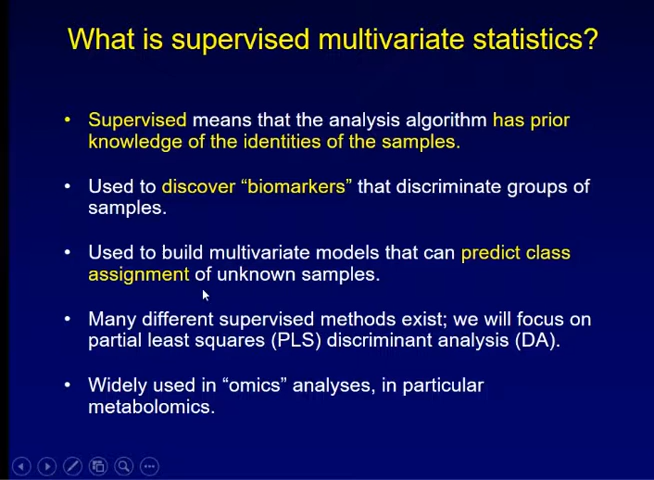 What is supervised multivariate statistics?
• Supervised means that the analysis algorithm has prior
knowledge of the identities of the samples.
• Used to discover “biomarkers” that discriminate groups of
samples.
• Used to build multivariate models that can predict class
assignment of unknown samples.
• Many different supervised methods exist; we will focus on
partial least squares (PLS) discriminant analysis (DA).
• Widely used in “omics” analyses, in particular
metabolomics.